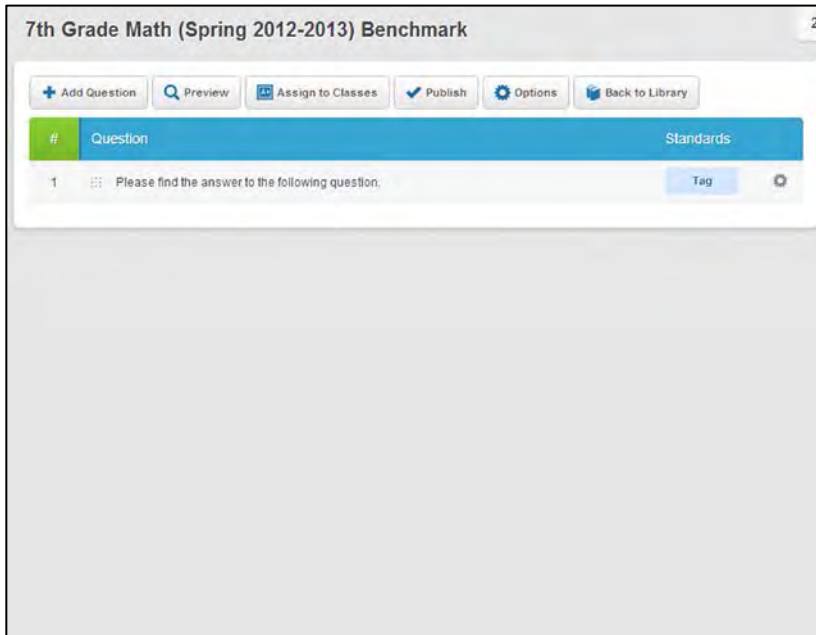 7th Grade Math (Spring 2012-2013) Benchmark
2
Add Question Preview Assign to Classes Publish Options Back to Library
# Question Standards
1 Please find the answer to the following question. Tag